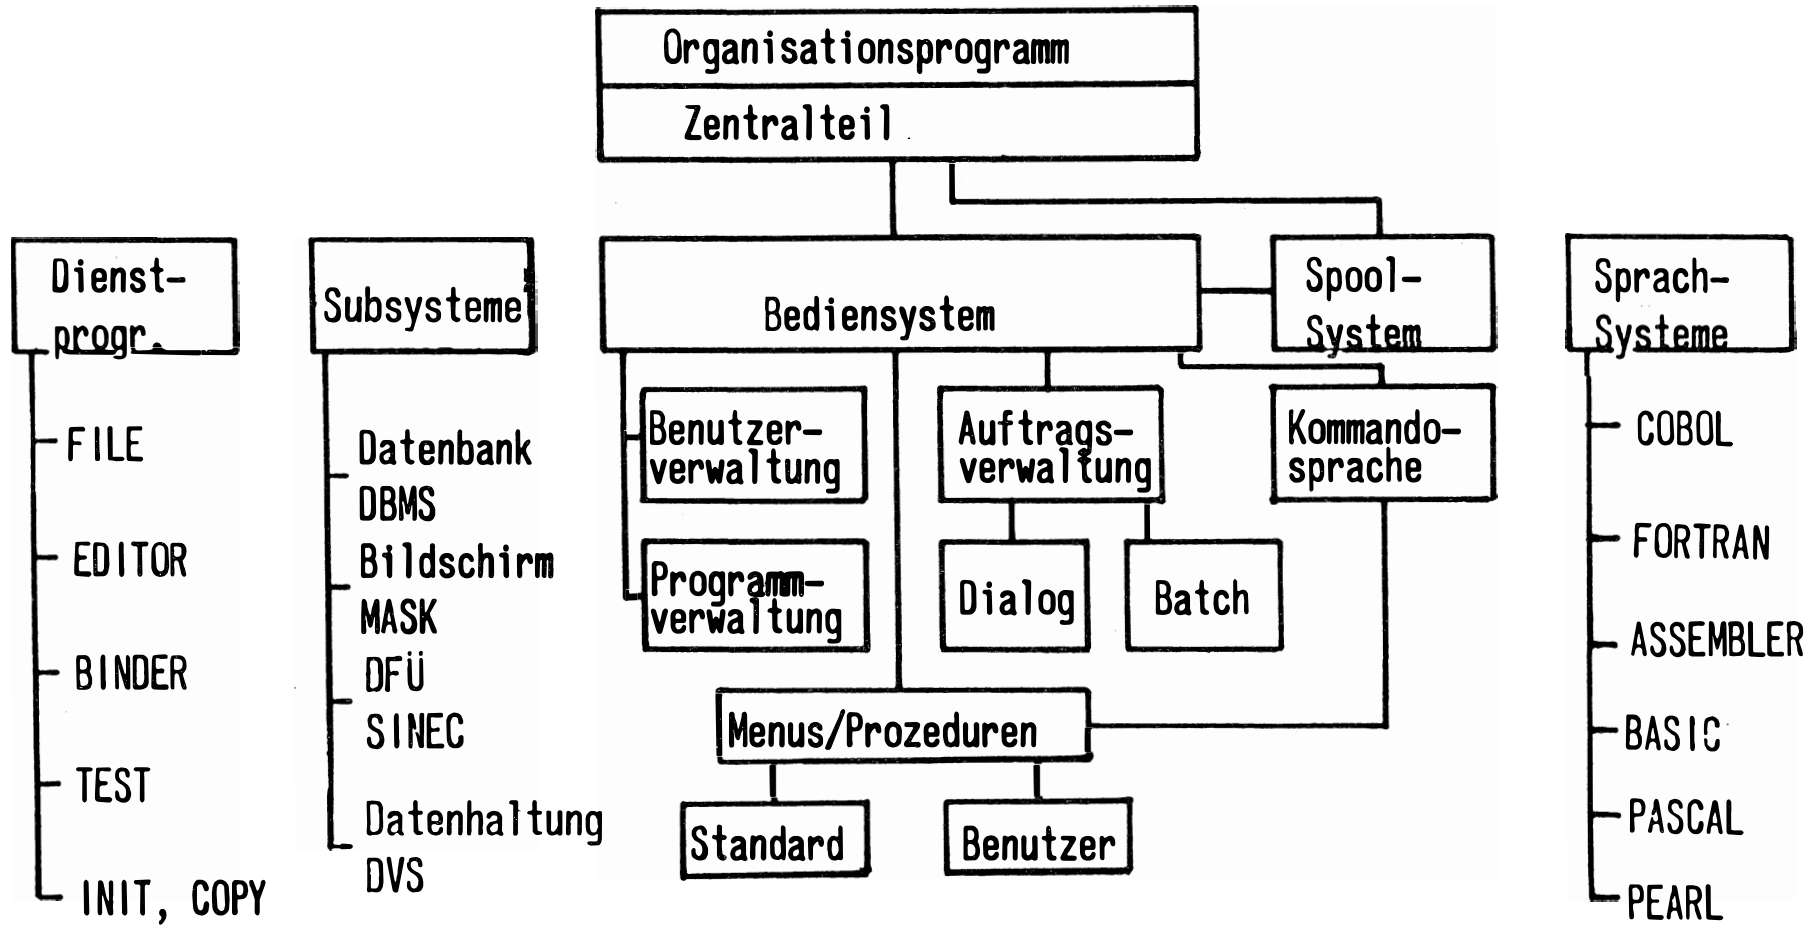 Organisationsprogramm
Zentralteil
Dienst-
progr.
FILE
EDITOR
BINDER
TEST
INIT, COPY
Subsysteme
Datenbank
DBMS
Bildschirm
MASK
DFÜ
SINEC
Datenhaltung
DVS
Bediensystem
Spool-
System
Benutzer-
verwaltung
Programm-
verwaltung
Auftrags-
verwaltung
Dialog
Batch
Kommando-
sprache
Menus/Prozeduren
Standard
Benutzer
Sprach-
Systeme
COBOL
FORTRAN
ASSEMBLER
BASIC
PASCAL
PEARL